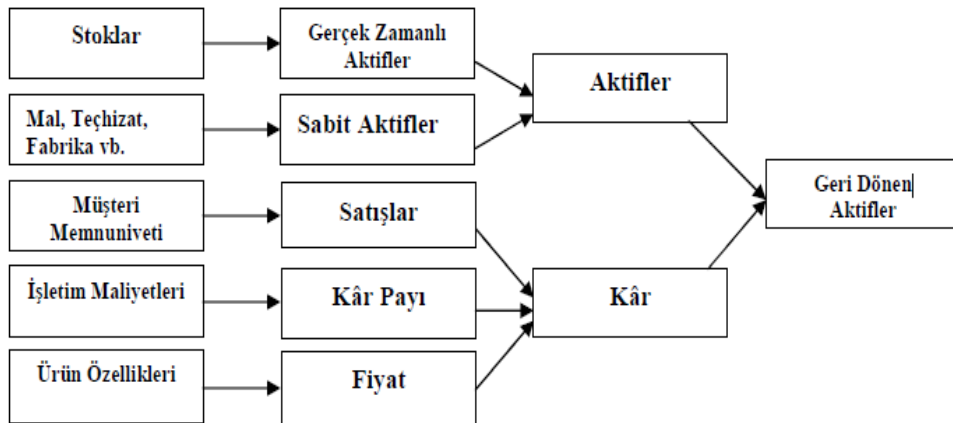 Stoklar
Gerçek Zamanlı
Aktifler
Aktifler
Mal, Teçhizat,
Fabrika vb.
Sabit Aktifler
Geri Dönen
Aktifler
Müşteri
Memnuniveti
Satışlar
İşletim Maliyetleri
Kâr Payı
Kâr
Ürün Özellikleri
Fiyat